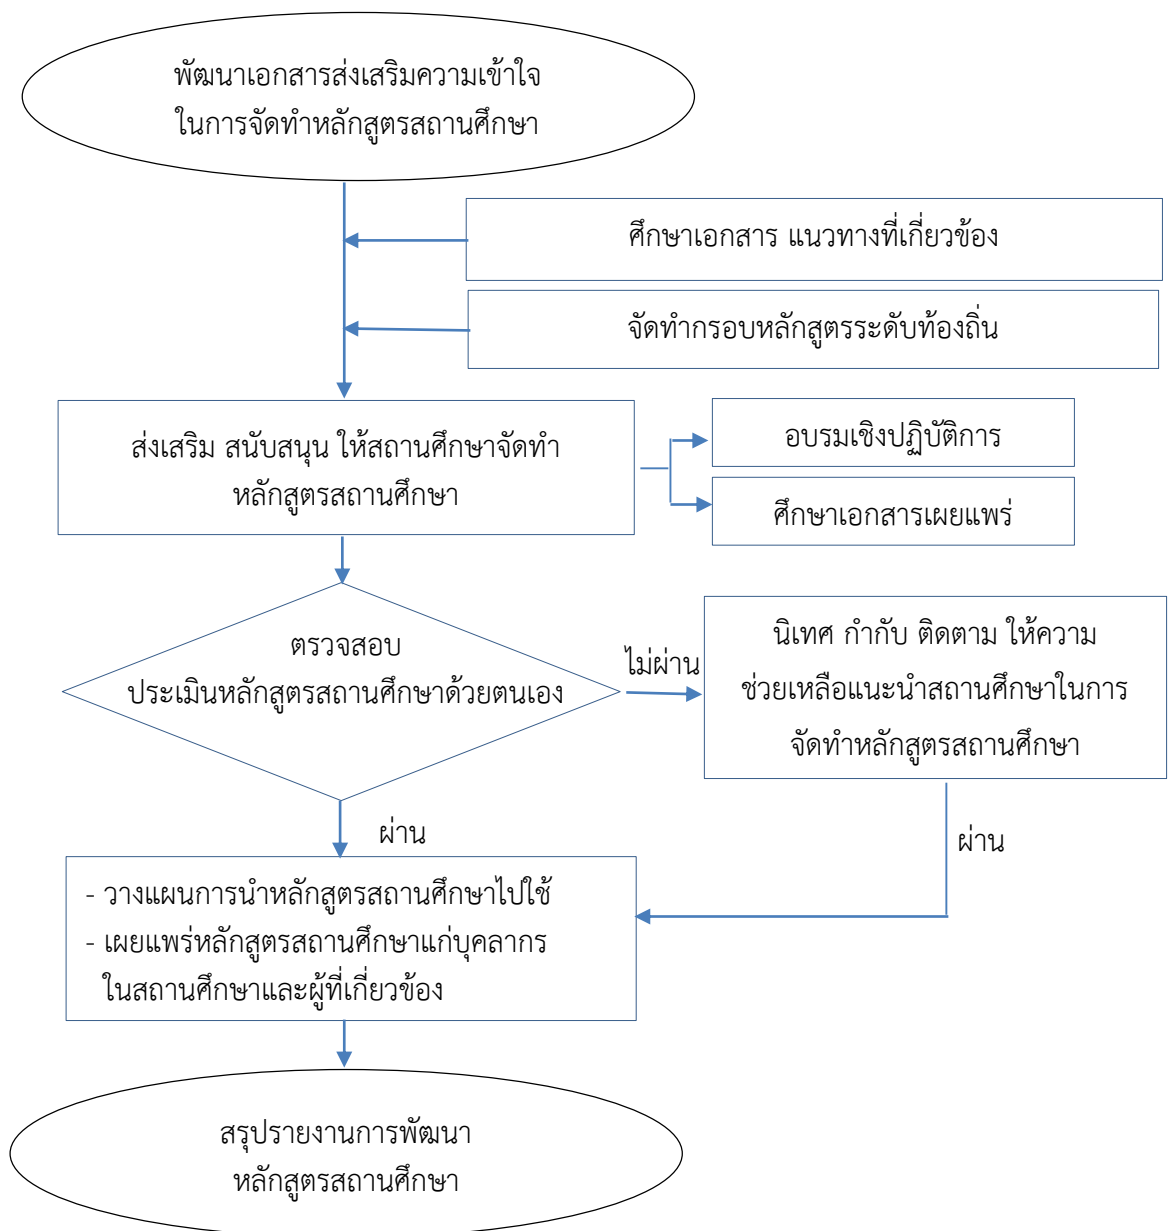 พัฒนาเอกสารส่งเสริมความเข้าใจ
ในการจัดทำหลักสูตรสถานศึกษา
ศึกษาเอกสาร แนวทางที่เกี่ยวข้อง
จัดทำกรอบหลักสูตรระดับท้องถิ่น
ส่งเสริม สนับสนุน ให้สถานศึกษาจัดทำ
หลักสูตรสถานศึกษา
อบรมเชิงปฏิบัติการ
ศึกษาเอกสารเผยแพร่
ตรวจสอบ
ประเมินหลักสูตรสถานศึกษาด้วยตนเอง
ไม่ผ่าน
นิเทศ กำกับ ติดตาม ให้ความ
ช่วยเหลือแนะนำสถานศึกษาในการ
จัดทำหลักสูตรสถานศึกษา
ผ่าน
ผ่าน
- วางแผนการนำหลักสูตรสถานศึกษาไปใช้
- เผยแพร่หลักสูตรสถานศึกษาแก่บุคลากร
ในสถานศึกษาและผู้ที่เกี่ยวข้อง
สรุปรายงานการพัฒนา
หลักสูตรสถานศึกษา